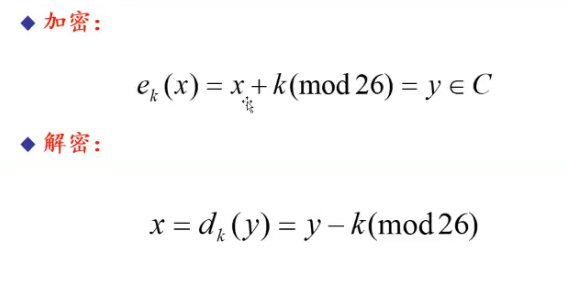 ◆ 加密：
e_k(x) = x + k(mod 26) = y ∈ C
◆ 解密：
x = d_k(y) = y − k(mod 26)